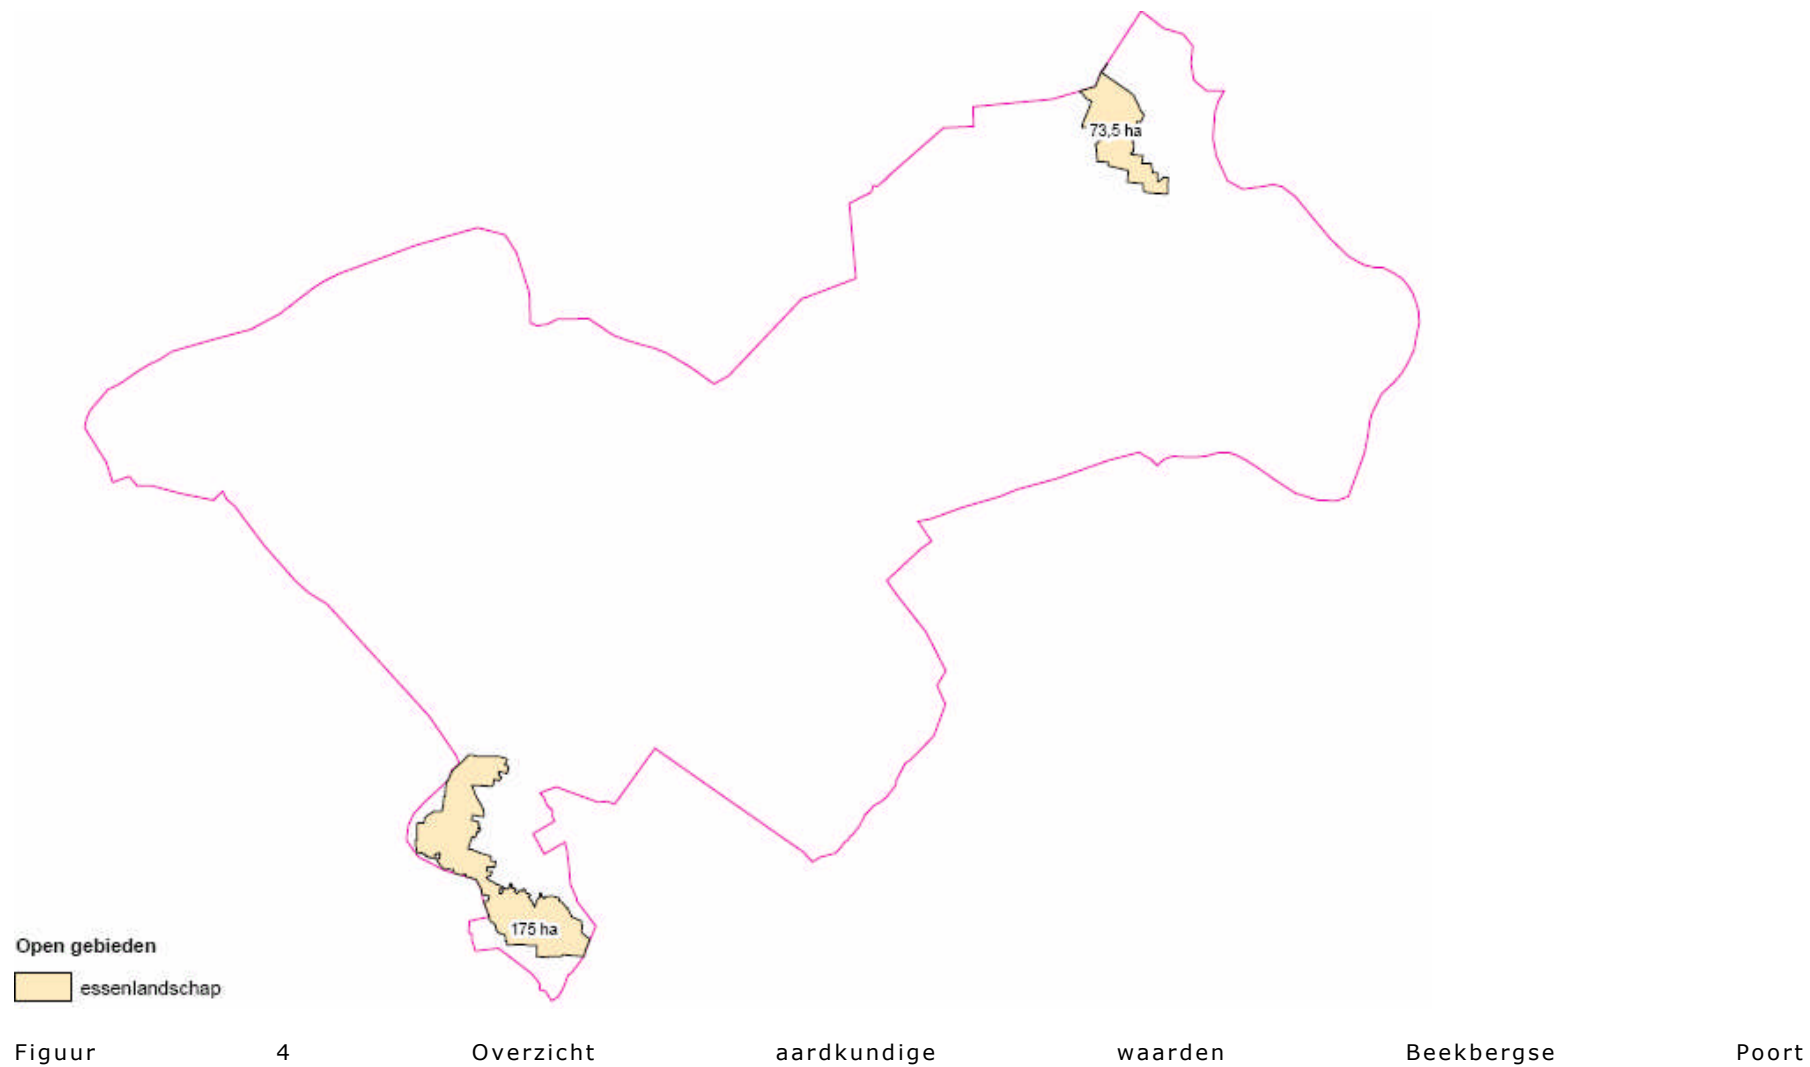 73,5 ha
175 ha
Open gebieden
essenlandschap
Figuur 4 Overzicht aardkundige waarden Beekbergse Poort